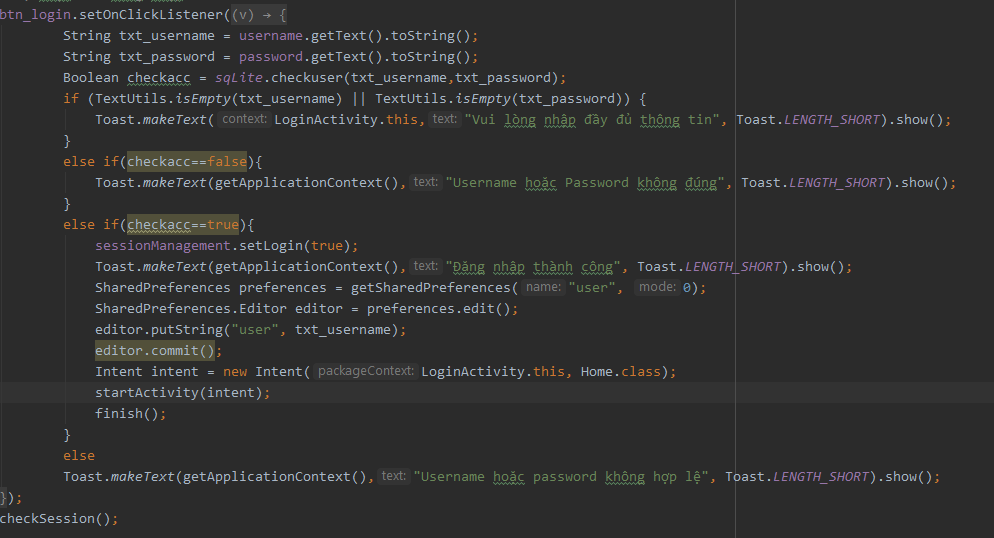 btn_login.setOnClickListener((v) → {
String txt_username = username.getText().toString();
String txt_password = password.getText().toString();
Boolean checkacc = sqLite.checkuser(txt_username,txt_password);
if (TextUtils.isEmpty(txt_username) || TextUtils.isEmpty(txt_password)) {
Toast.makeText( context: LoginActivity.this, text: "Vui lòng nhập đầy đủ thông tin", Toast.LENGTH_SHORT).show();
}
else if(checkacc==false){
Toast.makeText(getApplicationContext(), text: "Username hoặc Password không đúng", Toast.LENGTH_SHORT).show();
}
else if(checkacc==true){
sessionManagement.setLogin(true);
Toast.makeText(getApplicationContext(), text: "Đăng nhập thành công", Toast.LENGTH_SHORT).show();
SharedPreferences preferences = getSharedPreferences( name: "user", mode: 0);
SharedPreferences.Editor editor = preferences.edit();
editor.putString("user", txt_username);
editor.commit();
Intent intent = new Intent( packageContext: LoginActivity.this, Home.class);
startActivity(intent);
finish();
}
else
Toast.makeText(getApplicationContext(), text: "Username hoặc password không hợp lệ", Toast.LENGTH_SHORT).show();
});
checkSession();